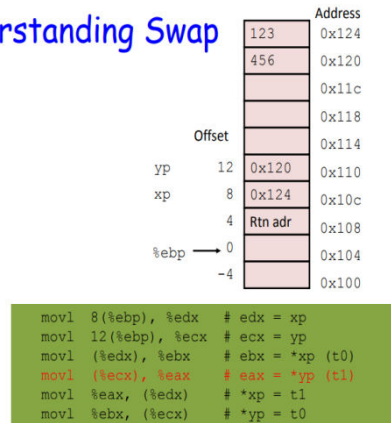 rstanding Swap
Address
123 0x124
456 0x120
0x11c
0x118
Offset 0x114
yp 12 0x120 0x110
xp 8 0x124 0x10c
4 Rtn adr 0x108
%ebp 0 0x104
-4 0x100
movl 8(%ebp), %edx # edx = xp
movl 12(%ebp), %ecx # ecx = yp
movl (%edx), %ebx # ebx = *xp (t0)
movl (%ecx), %eax # eax = *yp (t1)
movl %eax, (%edx) # *xp = t1
movl %ebx, (%ecx) # *yp = t0